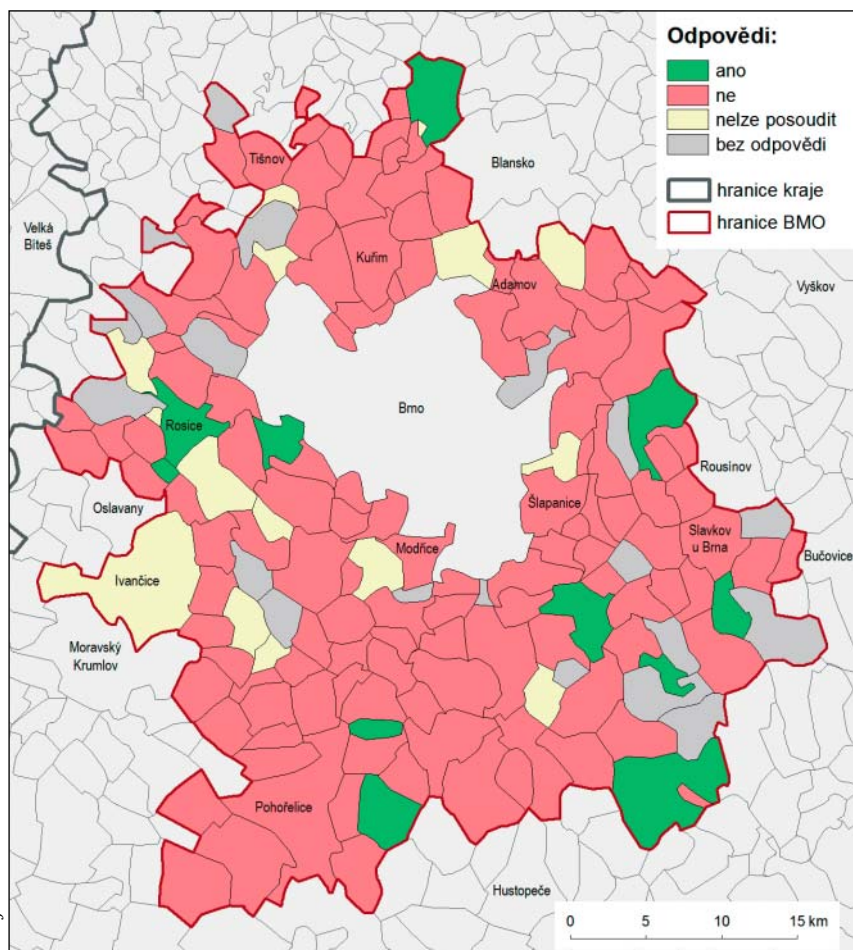 Odpovědi:
ano
ne
nelze posoudit
bez odpovědi
hranice kraje
hranice BMO
Tišnov
Blansko
Velká
Bíteš
Kuřim
Adamov
Vyškov
Brno
Rosice
Rousínov
Oslavany
Šlapanice
Slavkov
u Brna
Modřice
Bučovice
Ivančice
Moravský
Krumlov
Pohořelice
Hustopeče
0 5 10 15 km